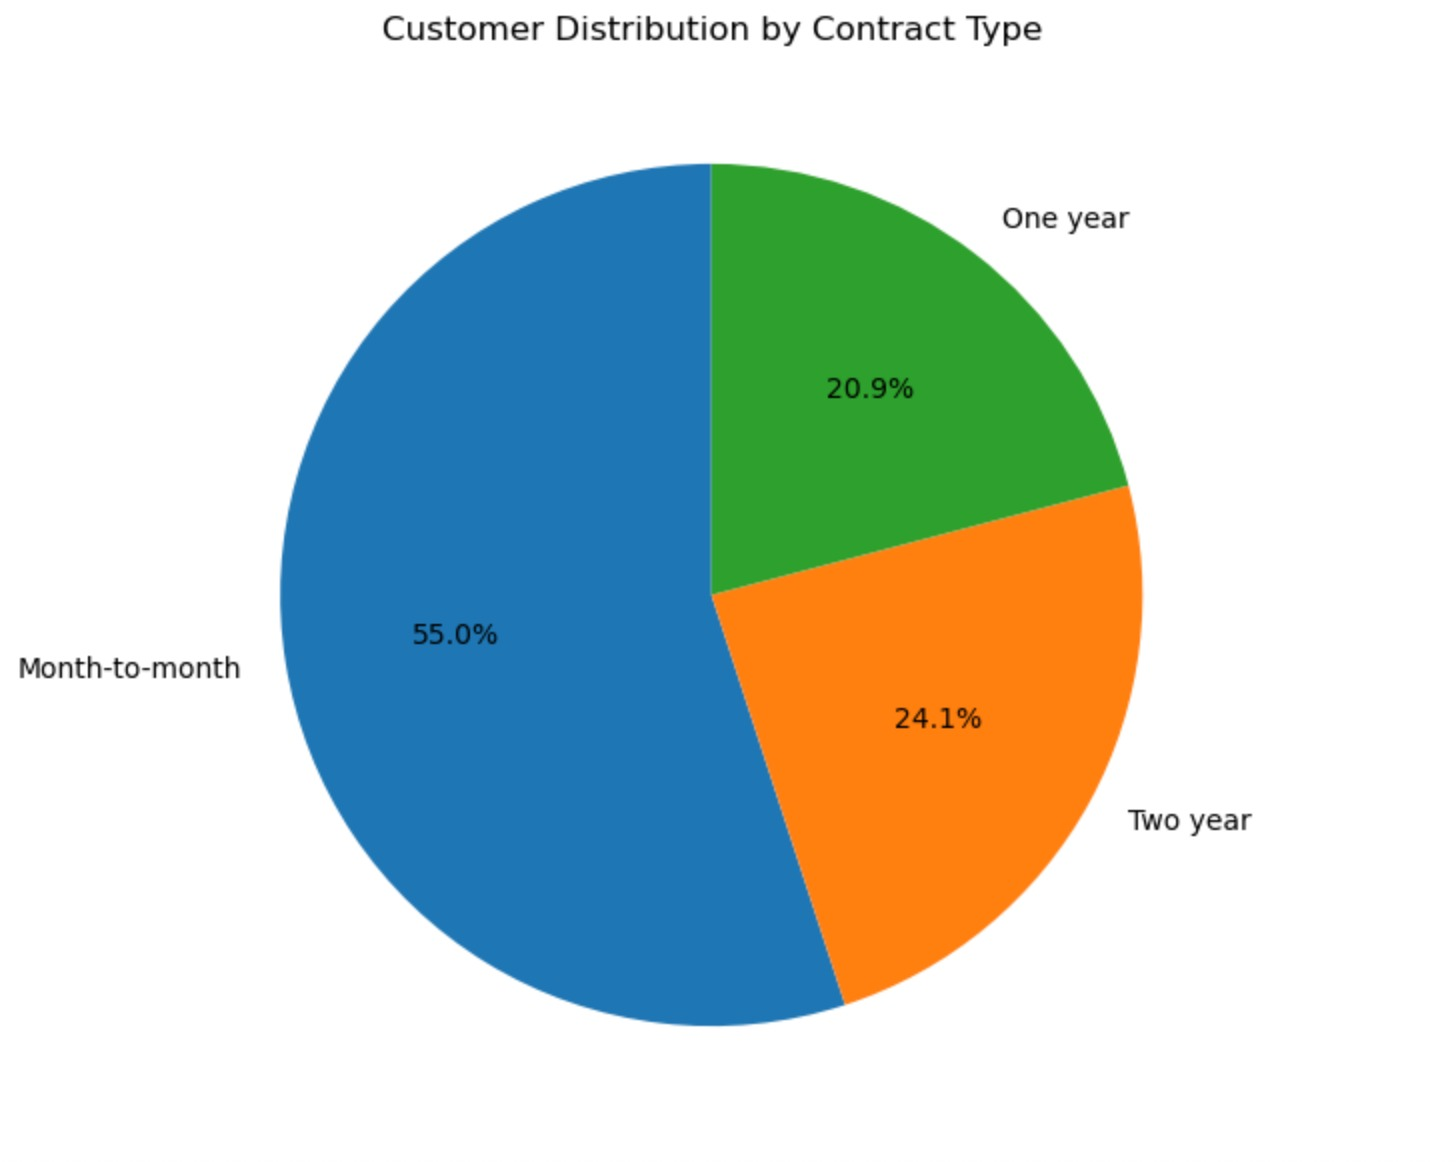 Customer Distribution by Contract Type
One year
20.9%
55.0%
Month-to-month
24.1%
Two year